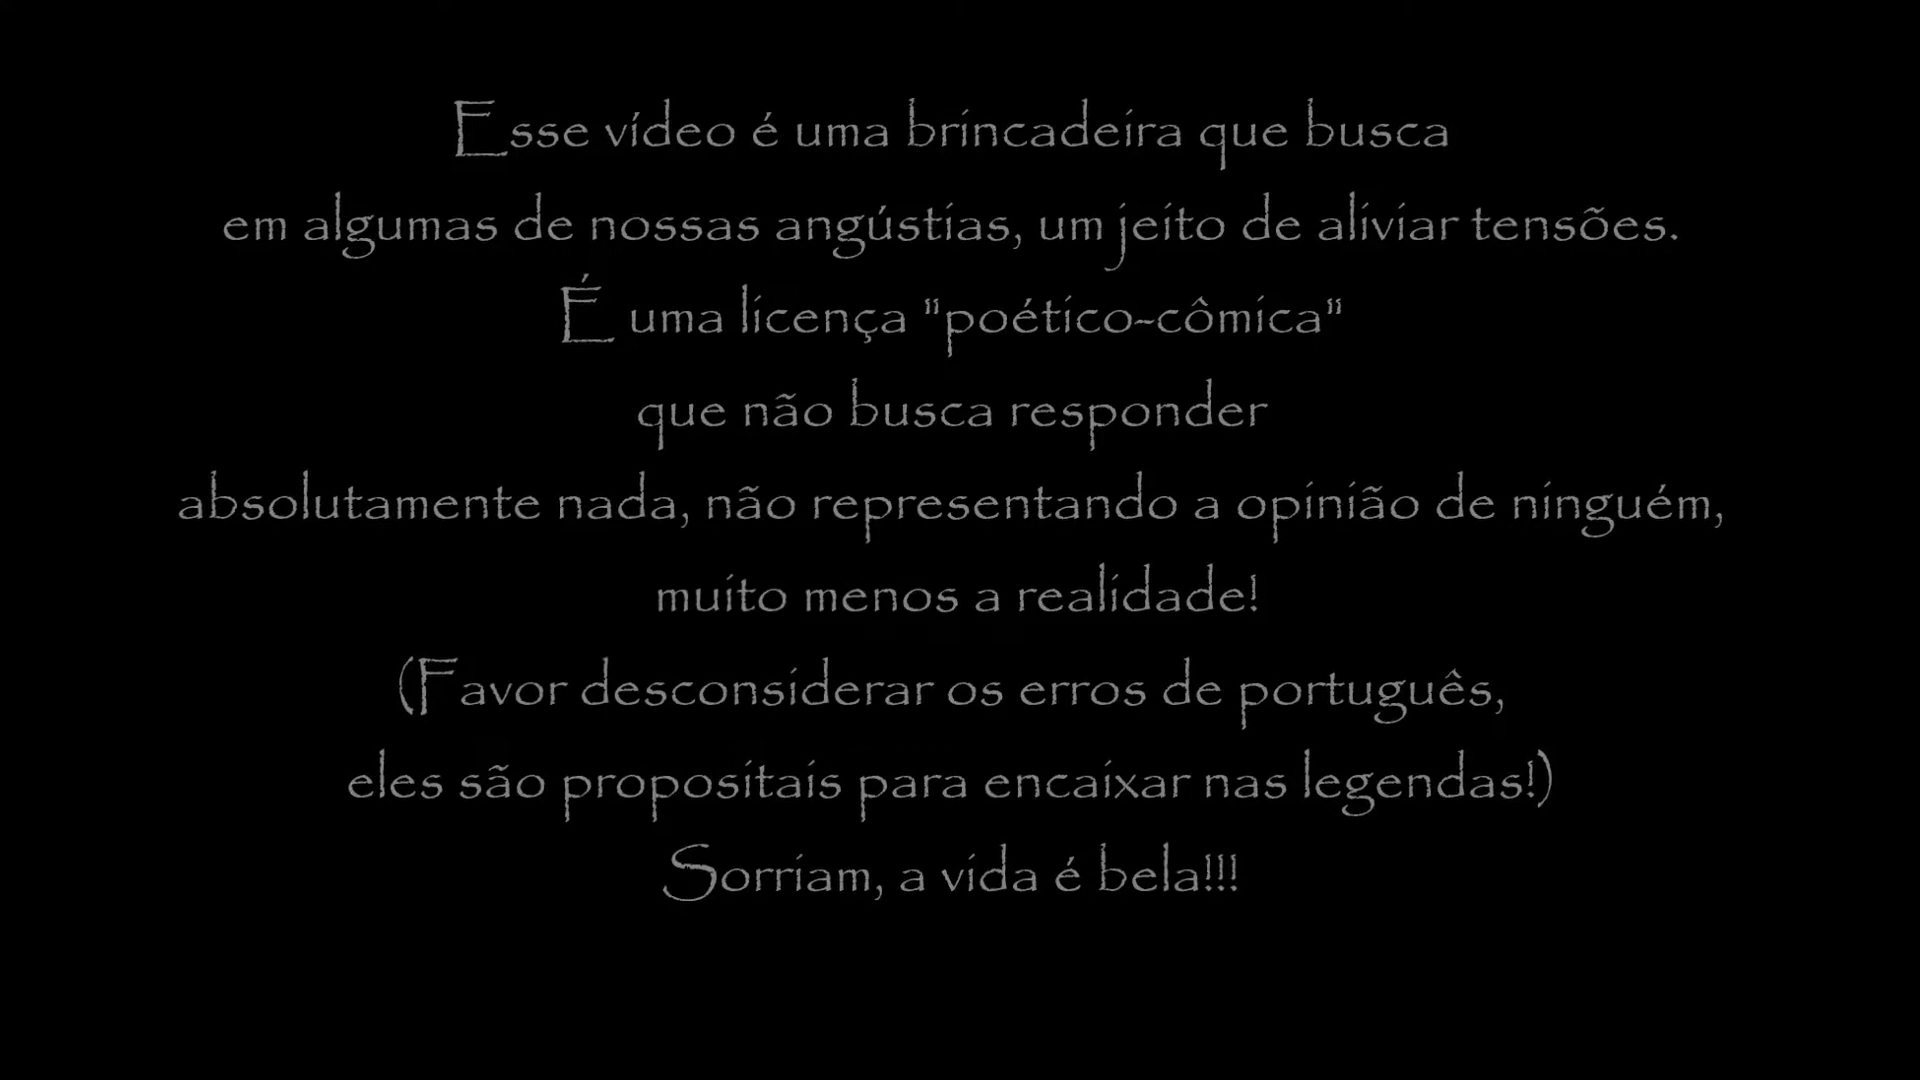 Esse vídeo é uma brincadeira que busca
em algumas de nossas angústias, um jeito de aliviar tensões.
É uma licença "poético-cômica"
que não busca responder
absolutamente nada, não representando a opinião de ninguém,
muito menos a realidade!
(Favor desconsiderar os erros de português,
eles são propositais para encaixar nas legendas!)
Sorriam, a vida é bela!!!